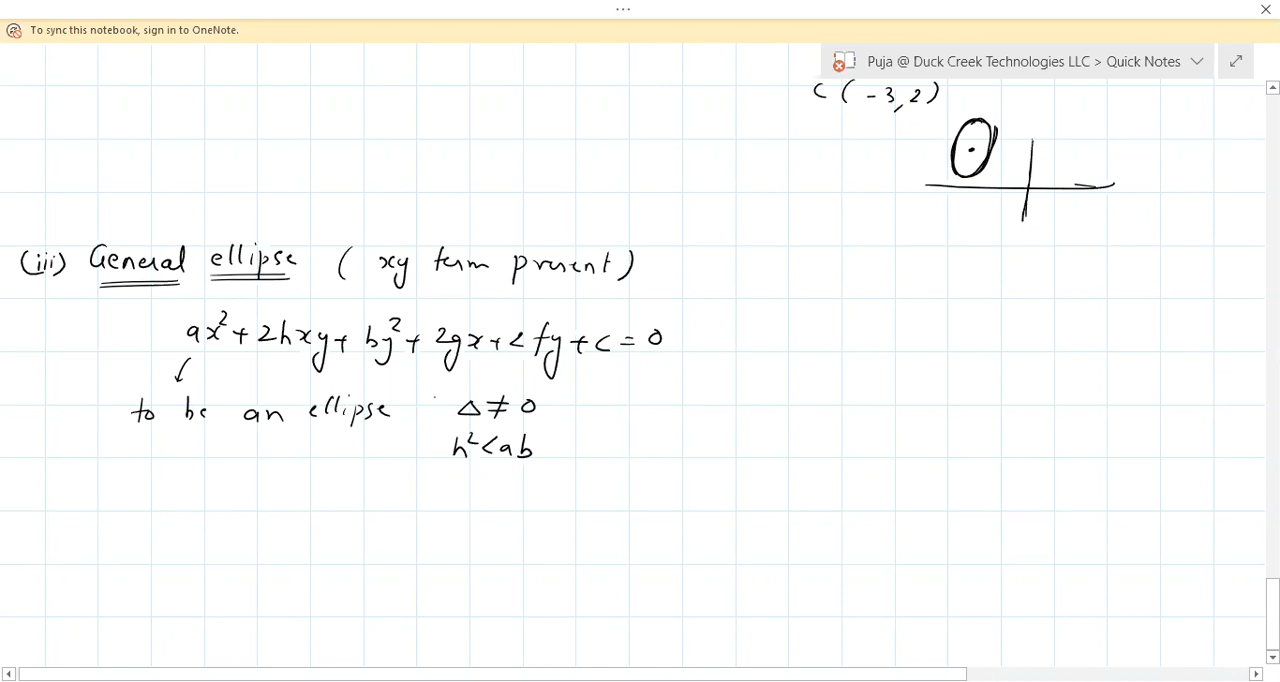 ...
To sync this notebook, sign in to OneNote.
Puja @ Duck Creek Technologies LLC > Quick Notes
C ( - 3, 2 )
(iii) General ellipse ( xy term present )
ax² + 2hxy + by² + 2gx + 2fy + c = 0
to be an ellipse Δ ≠ 0
h² < ab